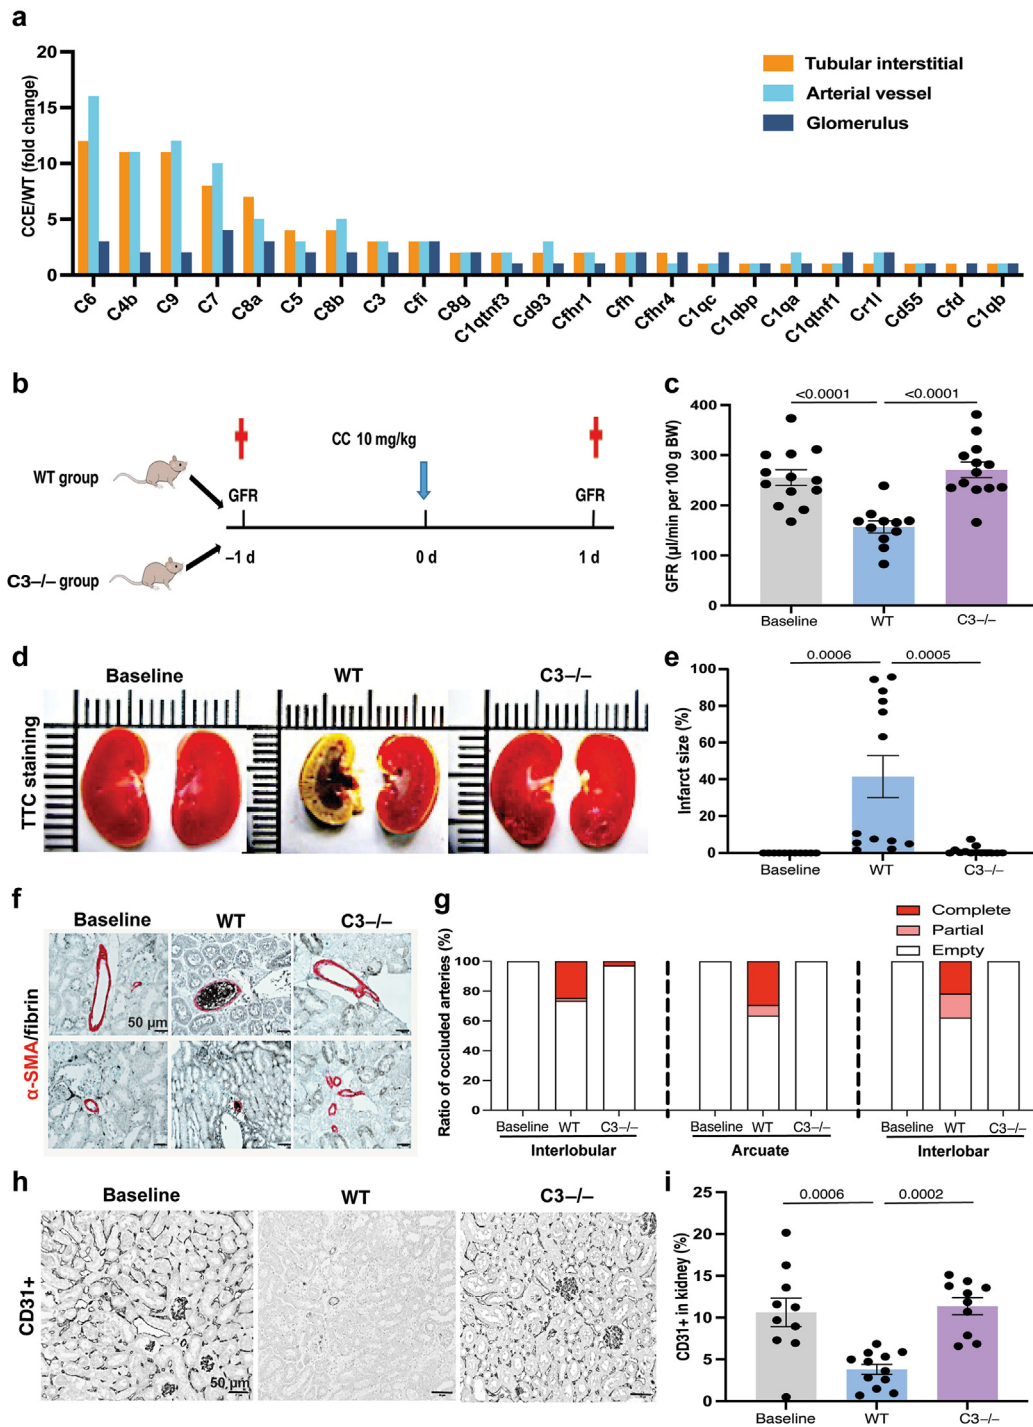 a
CCE/WT (fold change)
20
15
10
5
0
Tubular interstitial
Arterial vessel
Glomerulus
C6
C4b
C9
C7
C8a
C5
C8b
C3
Cfi
C8g
C1qtnf3
Cd93
Cfhr1
Cfh
Cfhr4
C1qc
C1qbp
C1qa
C1qtnf1
Cr1l
Cd55
Cfd
C1qb
b
WT group
C3–/– group
GFR
CC 10 mg/kg
GFR
–1 d
0 d
1 d
c
<0.0001
<0.0001
GFR (µl/min per 100 g BW)
400
300
200
100
0
Baseline
WT
C3–/–
d
Baseline
WT
C3–/–
TTC staining
e
0.0006
0.0005
Infarct size (%)
100
80
60
40
20
0
Baseline
WT
C3–/–
f
Baseline
WT
C3–/–
α-SMA/fibrin
50 µm
g
Complete
Partial
Empty
Ratio of occluded arteries (%)
100
80
60
40
20
0
Baseline WT C3–/–
Interlobular
Baseline WT C3–/–
Arcuate
Baseline WT C3–/–
Interlobar
h
Baseline
WT
C3–/–
CD31+
50 µm
i
0.0006
0.0002
CD31+ in kidney (%)
25
20
15
10
5
0
Baseline
WT
C3–/–